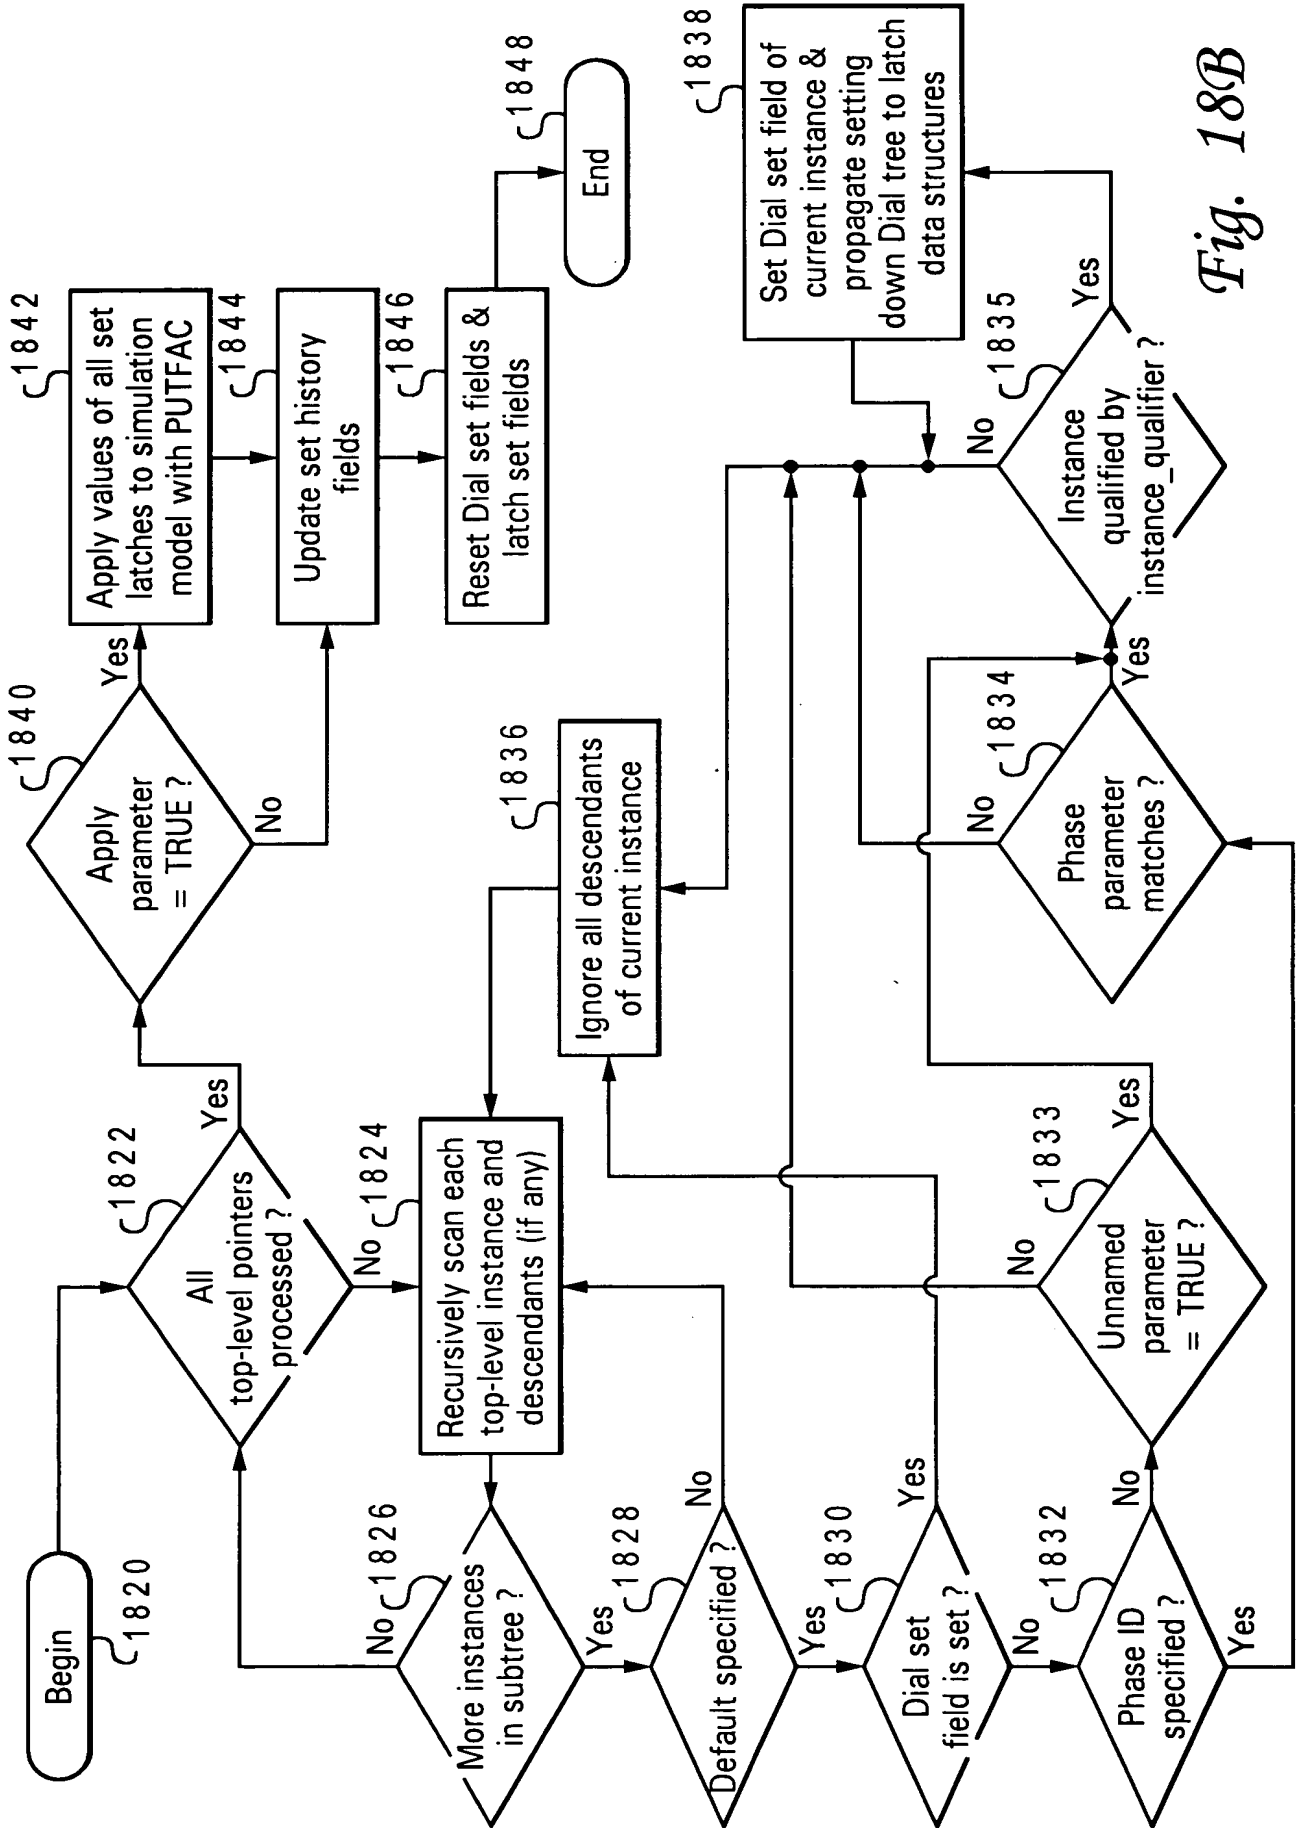 Begin
1820
All
top-level pointers
processed ?
1822
Yes
No
Apply
parameter
= TRUE ?
1840
Yes
No
Apply values of all set
latches to simulation
model with PUTFAC
1842
Update set history
fields
1844
Reset Dial set fields &
latch set fields
1846
End
1848
Recursively scan each
top-level instance and
descendants (if any)
1824
More instances
in subtree ?
1826
No
Yes
Default specified ?
1828
No
Yes
Dial set
field is set ?
1830
Yes
No
Phase ID
specified ?
1832
No
Yes
Unnamed
parameter
= TRUE ?
1833
No
Yes
Phase
parameter
matches ?
1834
No
Yes
Instance
qualified by
instance_qualifier ?
1835
No
Yes
Ignore all descendants
of current instance
1836
Set Dial set field of
current instance &
propagate setting
down Dial tree to latch
data structures
1838
Fig. 18B